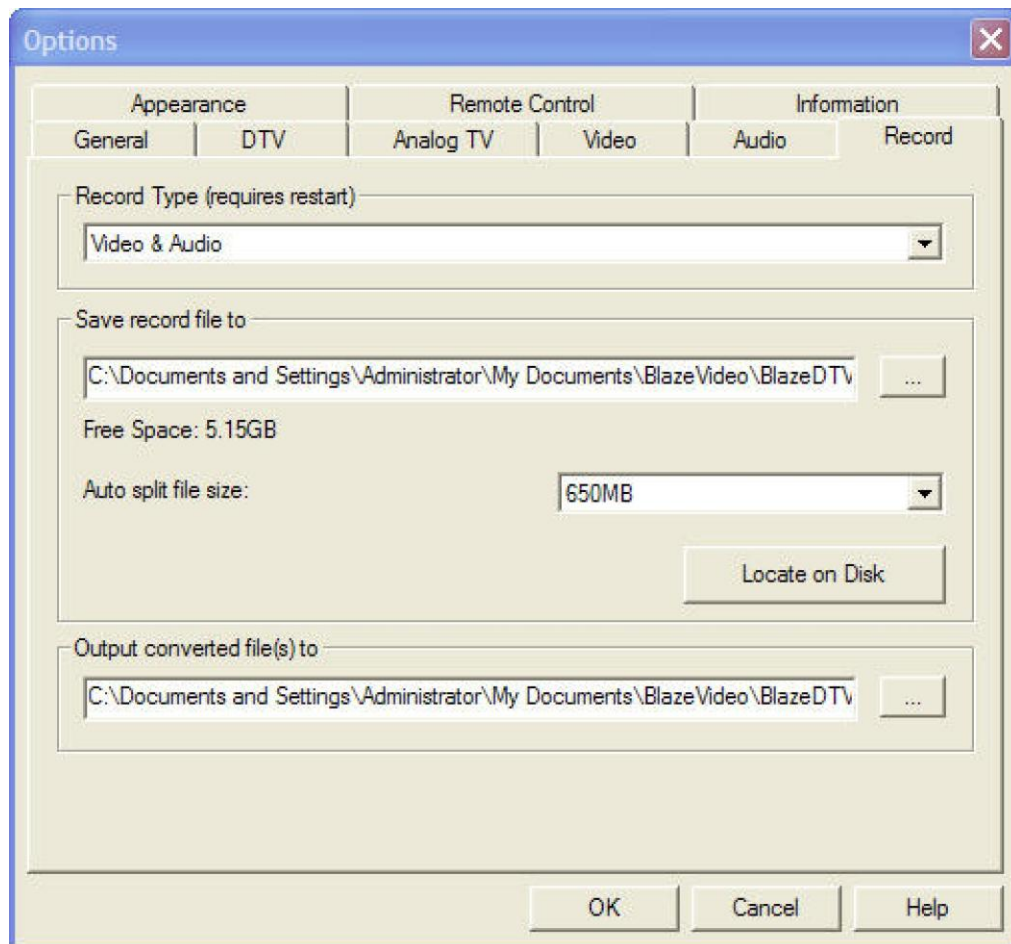 Options
Appearance Remote Control Information
General DTV Analog TV Video Audio Record
Record Type (requires restart)
Video & Audio
Save record file to
C:\Documents and Settings\Administrator\My Documents\BlazeVideo\BlazeDTV
...
Free Space: 5.15GB
Auto split file size: 650MB
Locate on Disk
Output converted file(s) to
C:\Documents and Settings\Administrator\My Documents\BlazeVideo\BlazeDTV
...
OK Cancel Help